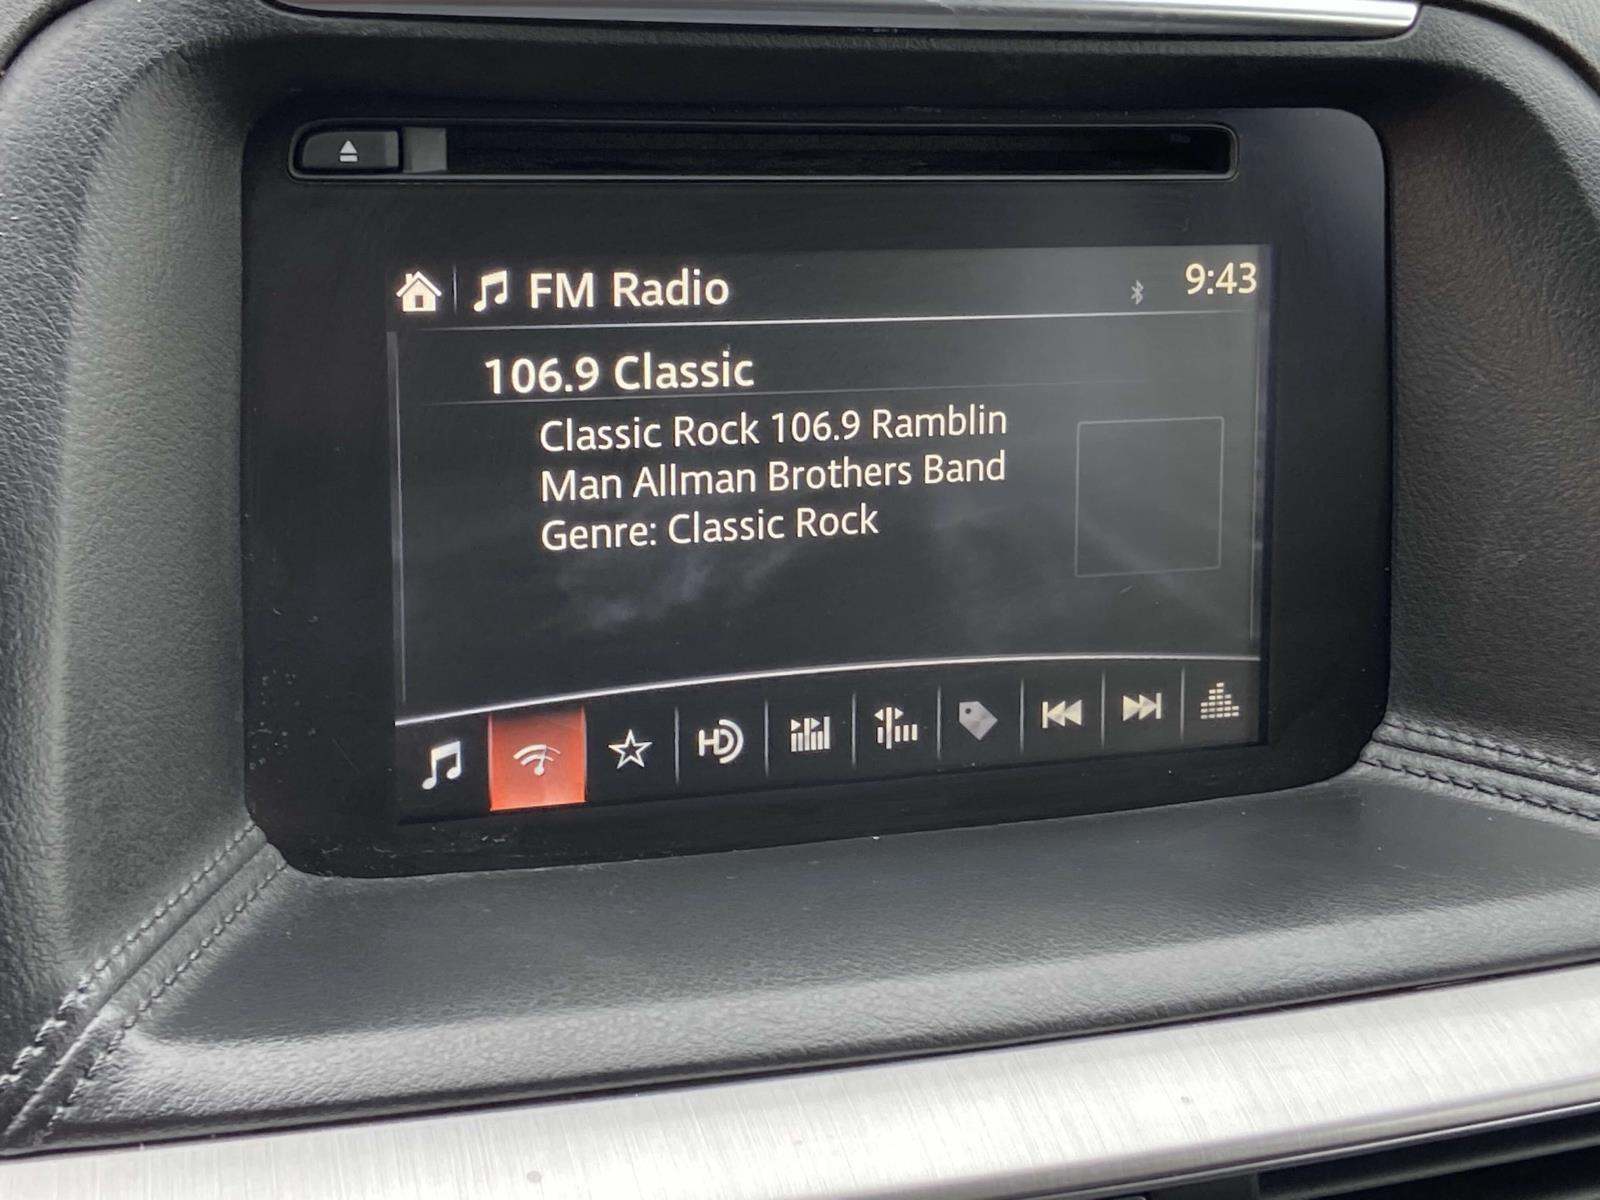 FM Radio
9:43
106.9 Classic
Classic Rock 106.9 Ramblin
Man Allman Brothers Band
Genre: Classic Rock
HD